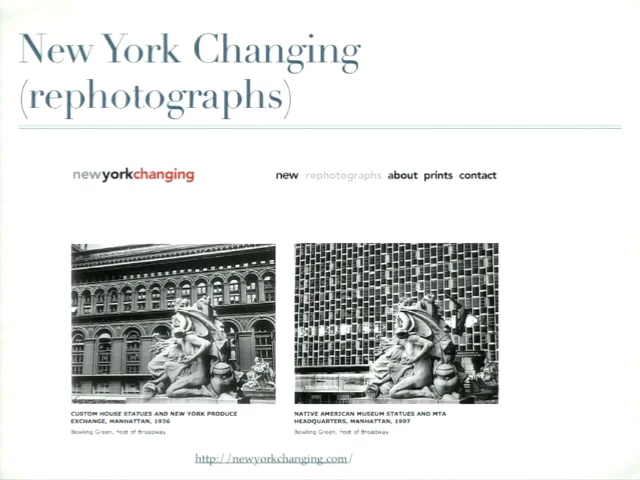 New York Changing
(rephotographs)
newyorkchanging
new rephotographs about prints contact
CUSTOM HOUSE STATUES AND NEW YORK PRODUCE
EXCHANGE, MANHATTAN, 1936
Bowling Green, Foot of Broadway
NATIVE AMERICAN MUSEUM STATUES AND MTA
HEADQUARTERS, MANHATTAN, 1997
Bowling Green, Foot of Broadway
http://newyorkchanging.com/